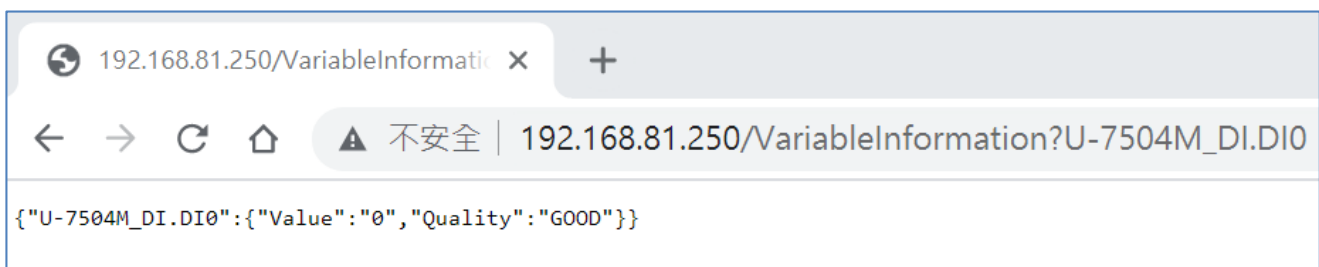 192.168.81.250/VariableInformatic
不安全 | 192.168.81.250/VariableInformation?U-7504M_DI.DI0
{"U-7504M_DI.DI0":{"Value":"0","Quality":"GOOD"}}